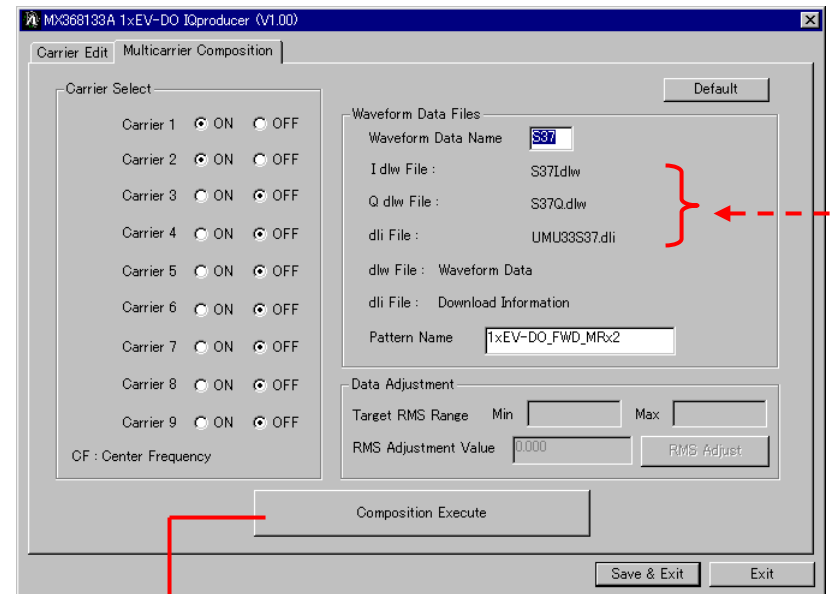 MX368133A 1xEV-DO IQproducer (V1.00)
Carrier Edit Multicarrier Composition
Carrier Select
Carrier 1 ON OFF
Carrier 2 ON OFF
Carrier 3 ON OFF
Carrier 4 ON OFF
Carrier 5 ON OFF
Carrier 6 ON OFF
Carrier 7 ON OFF
Carrier 8 ON OFF
Carrier 9 ON OFF
CF : Center Frequency
Default
Waveform Data Files
Waveform Data Name S37
I dlw File : S37I.dlw
Q dlw File : S37Q.dlw
dli File : UMU33S37.dli
dlw File : Waveform Data
dli File : Download Information
Pattern Name 1xEV-DO_FWD_MRx2
Data Adjustment
Target RMS Range Min Max
RMS Adjustment Value 0.000 RMS Adjust
Composition Execute
Save & Exit Exit